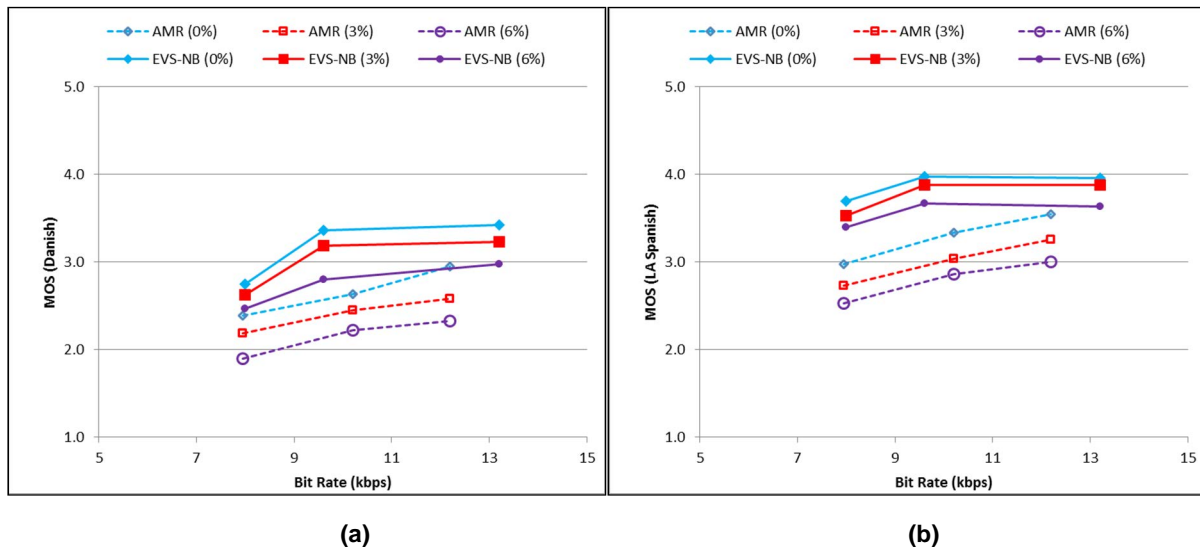 AMR (0%) AMR (3%) AMR (6%)
EVS-NB (0%) EVS-NB (3%) EVS-NB (6%)
5.0
4.0
3.0
2.0
1.0
MOS (Danish)
5 7 9 11 13 15
Bit Rate (kbps)
(a)
AMR (0%) AMR (3%) AMR (6%)
EVS-NB (0%) EVS-NB (3%) EVS-NB (6%)
5.0
4.0
3.0
2.0
1.0
MOS (LA Spanish)
5 7 9 11 13 15
Bit Rate (kbps)
(b)